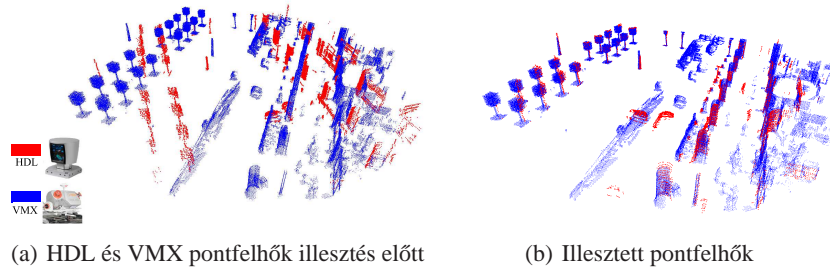 HDL
VMX
(a) HDL és VMX pontfelhők illesztés előtt
(b) Illesztett pontfelhők